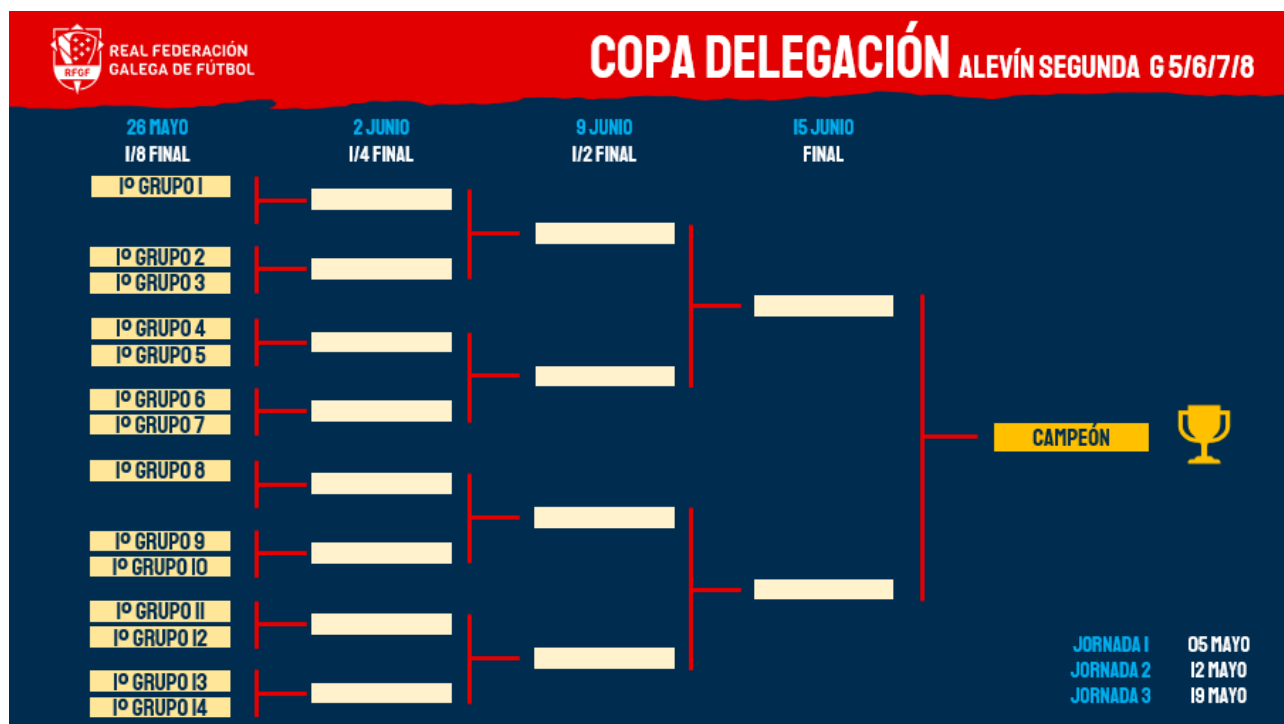 REAL FEDERACIÓN
GALEGA DE FÚTBOL
RFGF
COPA DELEGACIÓN ALEVÍN SEGUNDA G 5/6/7/8
26 MAYO
1/8 FINAL
2 JUNIO
1/4 FINAL
9 JUNIO
1/2 FINAL
15 JUNIO
FINAL
1º GRUPO 1
1º GRUPO 2
1º GRUPO 3
1º GRUPO 4
1º GRUPO 5
1º GRUPO 6
1º GRUPO 7
1º GRUPO 8
1º GRUPO 9
1º GRUPO 10
1º GRUPO 11
1º GRUPO 12
1º GRUPO 13
1º GRUPO 14
CAMPEÓN
JORNADA 1 05 MAYO
JORNADA 2 12 MAYO
JORNADA 3 19 MAYO